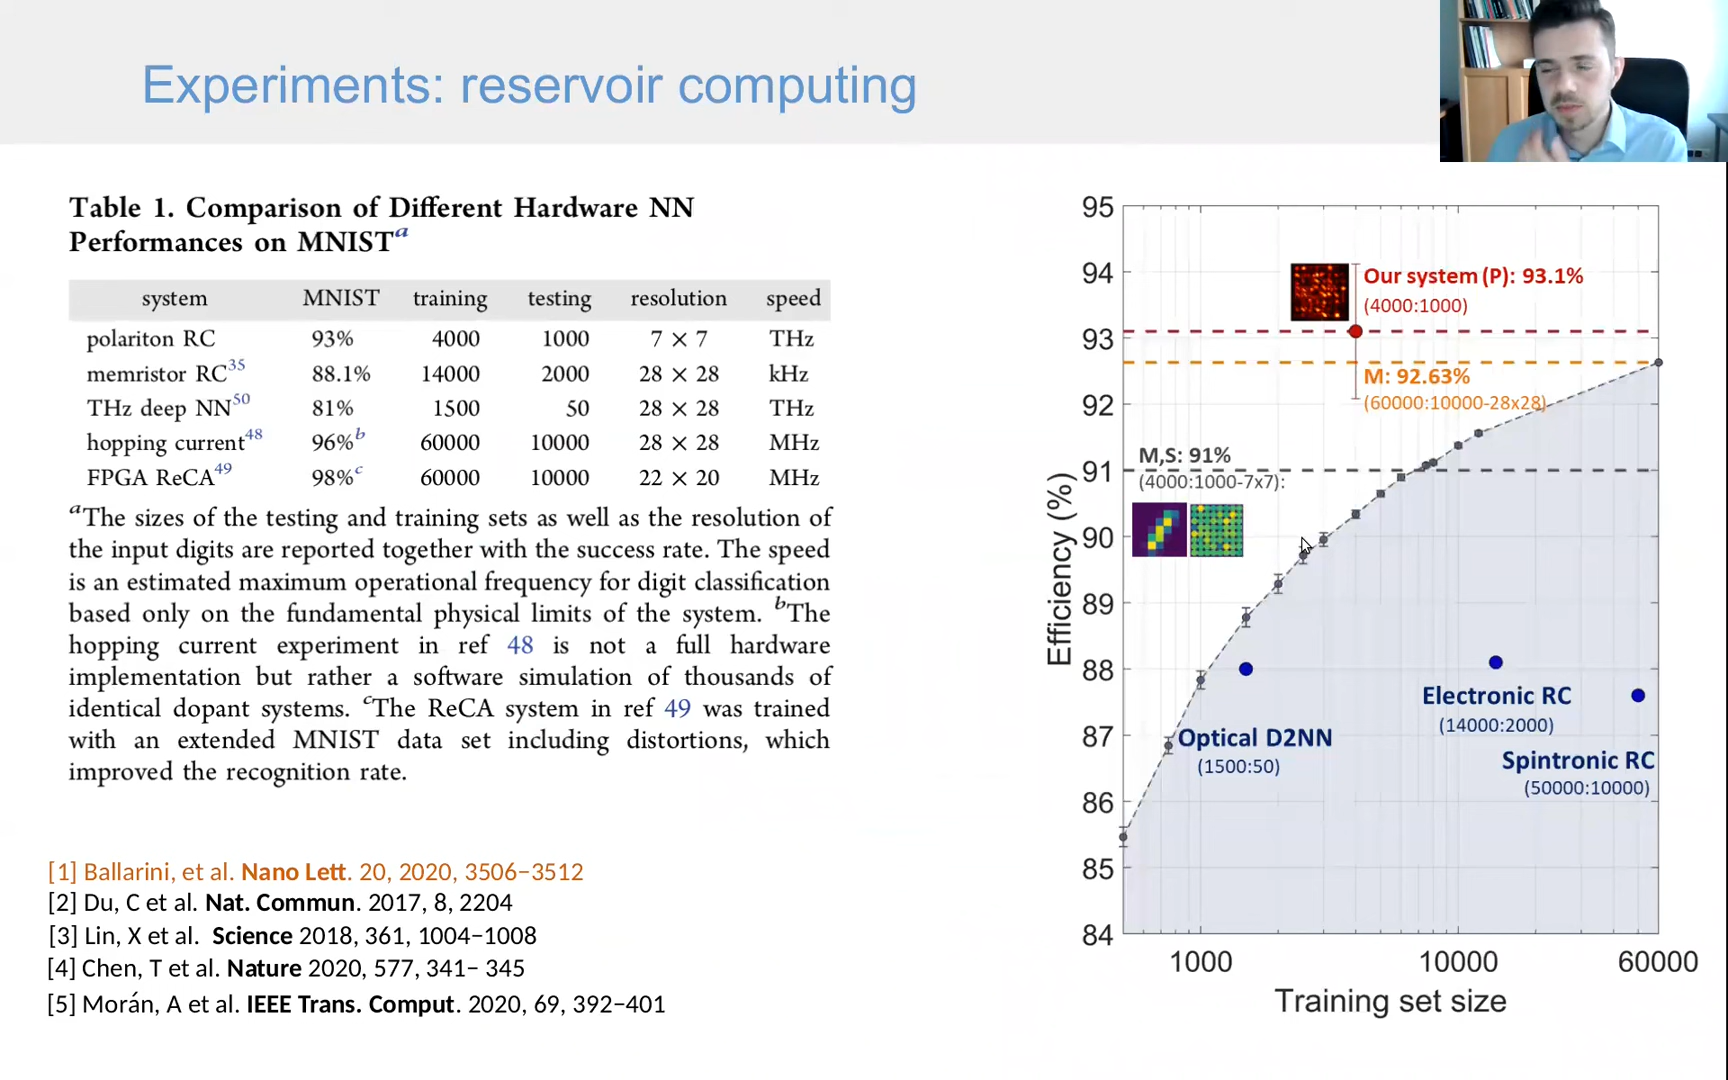 Experiments: reservoir computing
Table 1. Comparison of Different Hardware NN
Performances on MNISTa
system MNIST training testing resolution speed
polariton RC 93% 4000 1000 7 × 7 THz
memristor RC35 88.1% 14000 2000 28 × 28 kHz
THz deep NN50 81% 1500 50 28 × 28 THz
hopping current48 96%b 60000 10000 28 × 28 MHz
FPGA ReCA49 98%c 60000 10000 22 × 20 MHz
aThe sizes of the testing and training sets as well as the resolution of
the input digits are reported together with the success rate. The speed
is an estimated maximum operational frequency for digit classification
based only on the fundamental physical limits of the system. bThe
hopping current experiment in ref 48 is not a full hardware
implementation but rather a software simulation of thousands of
identical dopant systems. cThe ReCA system in ref 49 was trained
with an extended MNIST data set including distortions, which
improved the recognition rate.
[1] Ballarini, et al. Nano Lett. 20, 2020, 3506−3512
[2] Du, C et al. Nat. Commun. 2017, 8, 2204
[3] Lin, X et al. Science 2018, 361, 1004−1008
[4] Chen, T et al. Nature 2020, 577, 341− 345
[5] Morán, A et al. IEEE Trans. Comput. 2020, 69, 392−401
95
94
93
92
91
90
89
88
87
86
85
84
Efficiency (%)
Our system (P): 93.1%
(4000:1000)
M: 92.63%
(60000:10000-28x28)
M,S: 91%
(4000:1000-7x7):
Electronic RC
(14000:2000)
Optical D2NN
(1500:50)
Spintronic RC
(50000:10000)
1000 10000 60000
Training set size